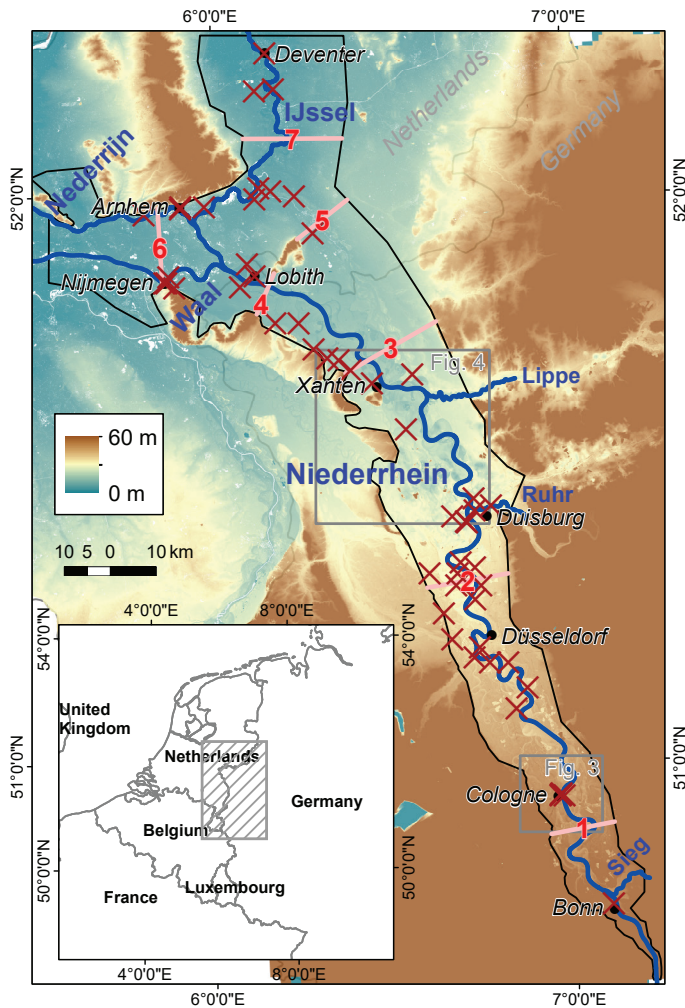 6°0'0"E
7°0'0"E
Deventer
Netherlands
Germany
IJssel
7
Nederrijn
52°0'0"N
52°0'0"N
Arnhem
5
6
Nijmegen
Lobith
Waal
4
3
Fig. 4
Xanten
Lippe
60 m
0 m
Niederrhein
Ruhr
Duisburg
10 5 0 10 km
2
4°0'0"E
8°0'0"E
54°0'0"N
54°0'0"N
Düsseldorf
United
Kingdom
Netherlands
Germany
Belgium
Luxembourg
France
51°0'0"N
51°0'0"N
50°0'0"N
50°0'0"N
Fig. 3
Cologne
1
Sieg
Bonn
4°0'0"E
8°0'0"E
6°0'0"E
7°0'0"E